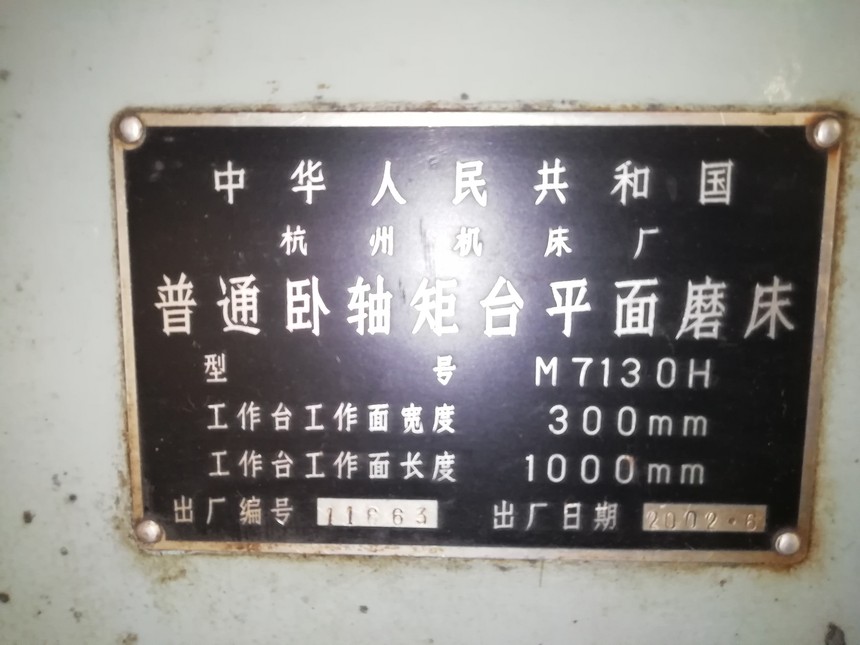 中华人民共和国
杭州机床厂
普通卧轴矩台平面磨床
型号 M7130H
工作台工作面宽度 300mm
工作台工作面长度 1000mm
出厂编号 出厂日期